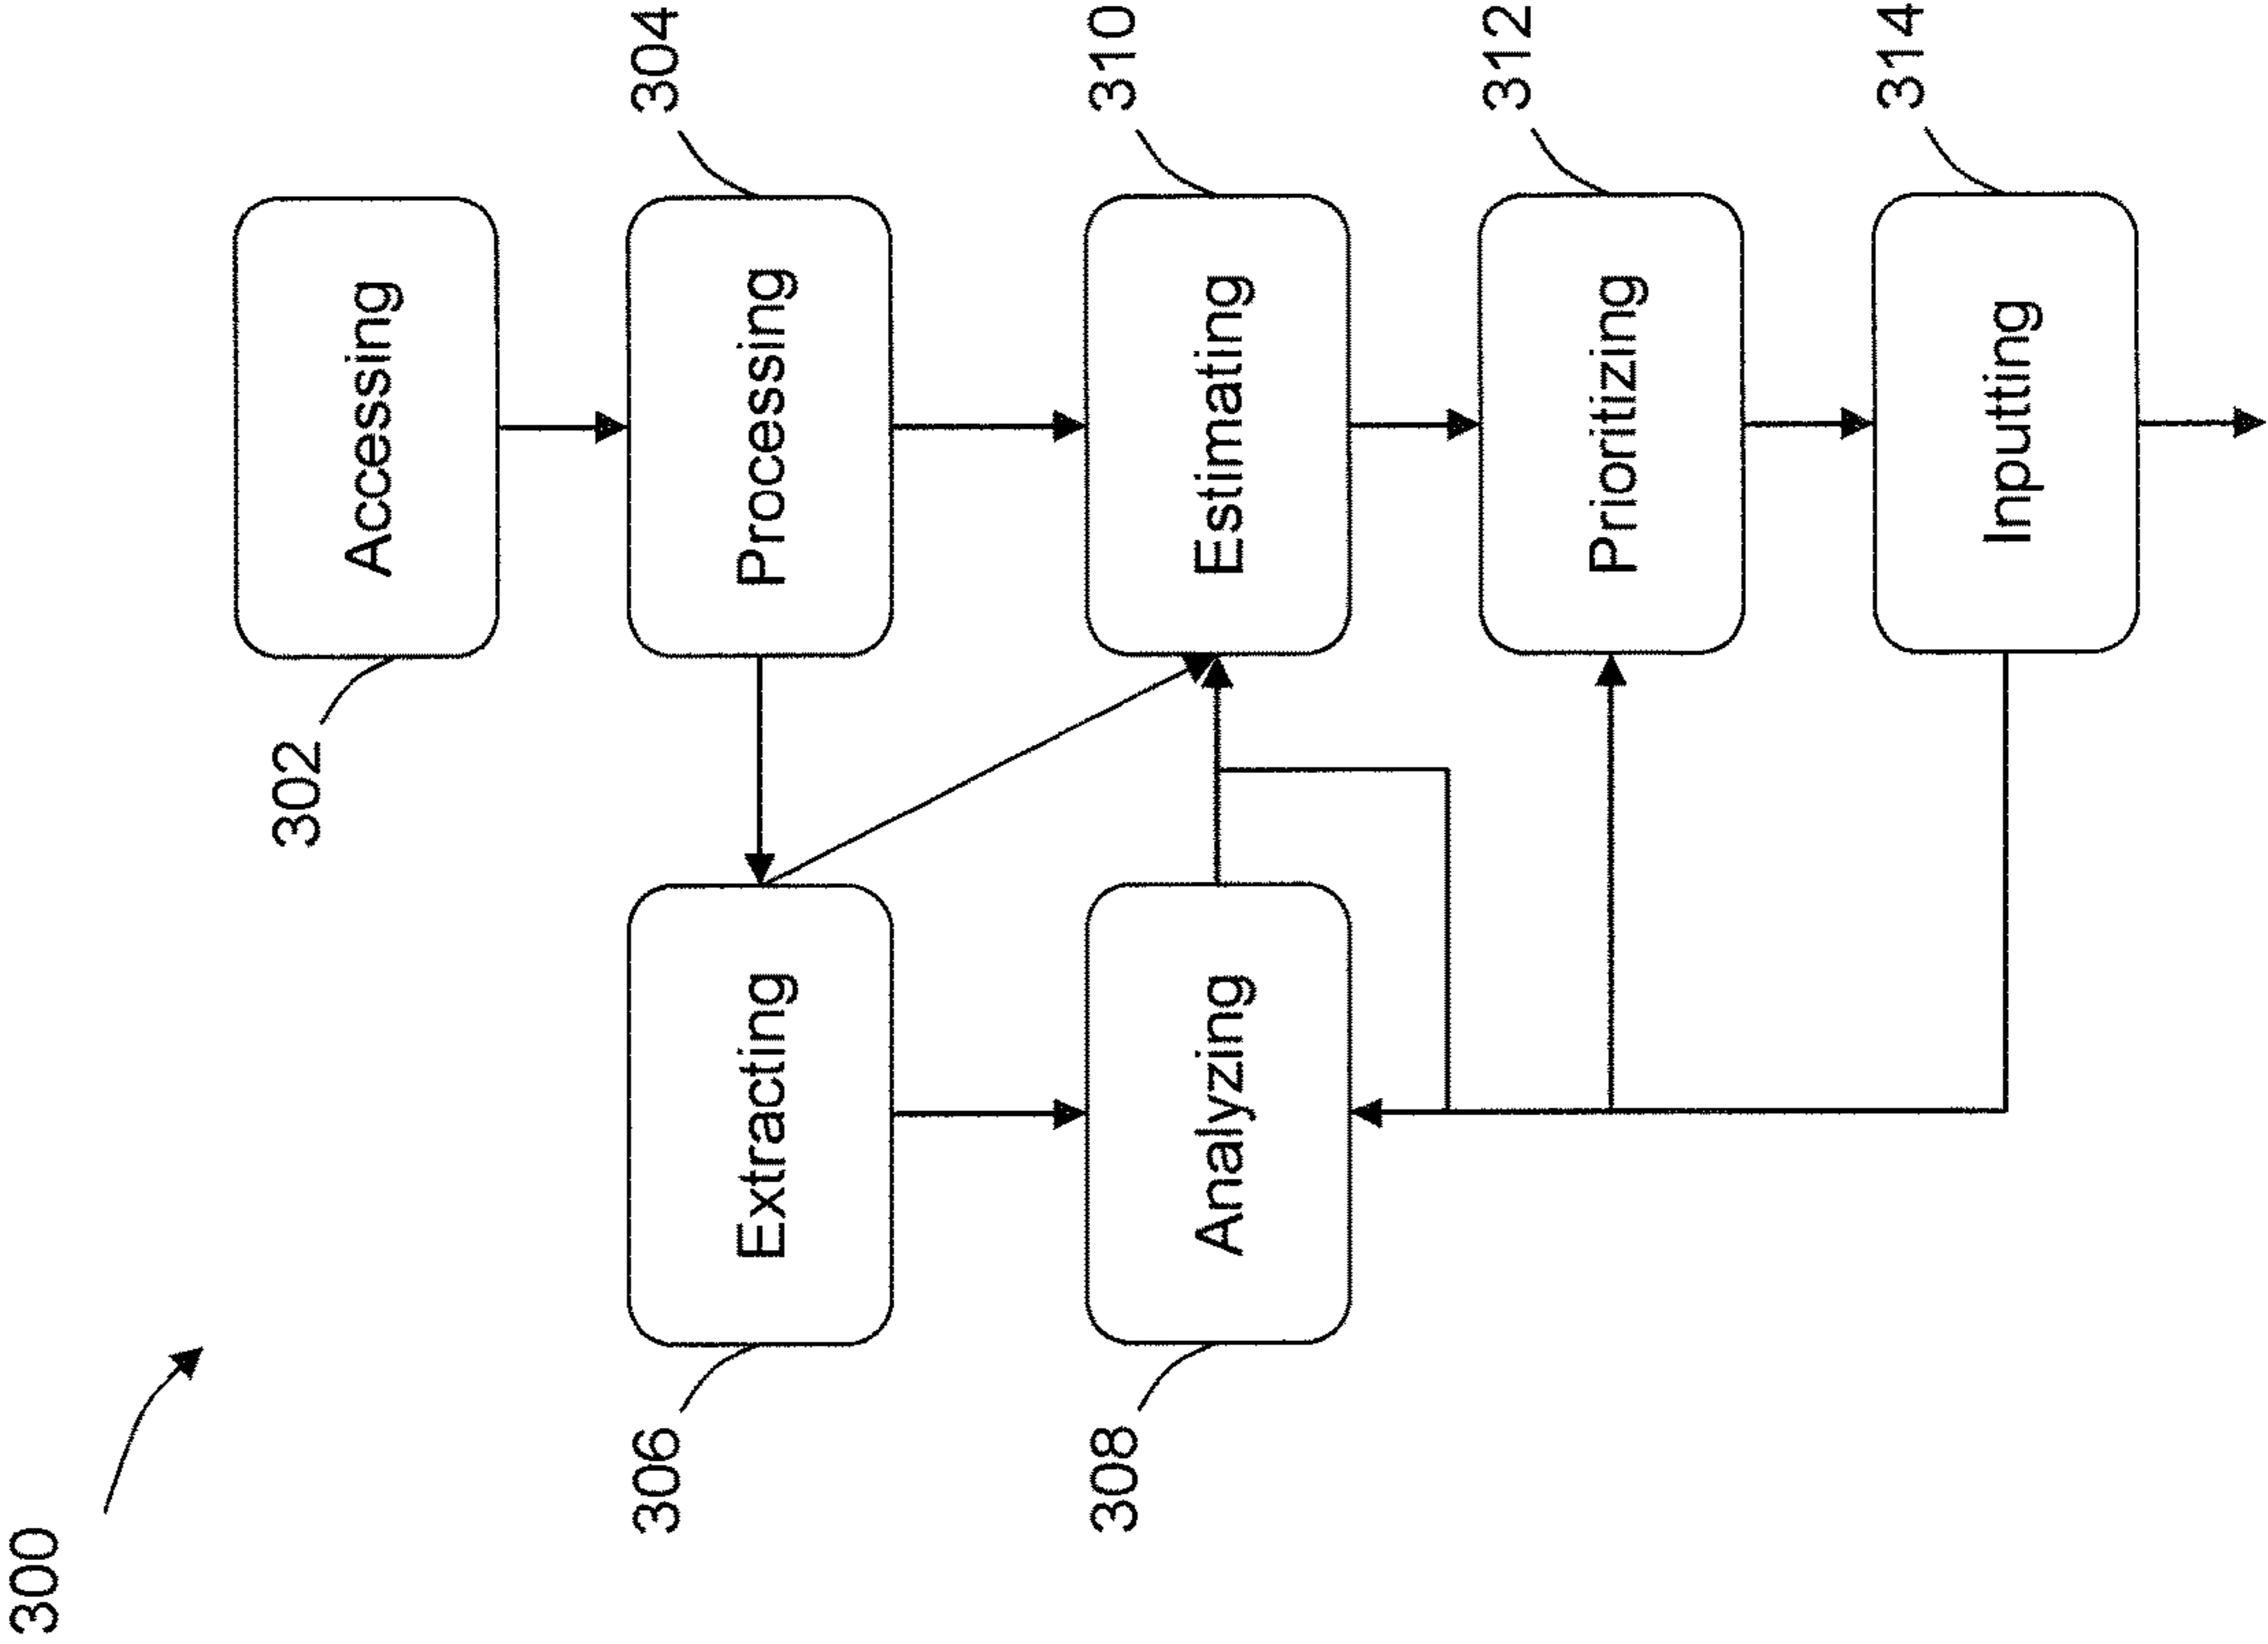 300
302
Accessing
306
304
Extracting
Processing
308
310
Analyzing
Estimating
312
Prioritizing
314
Inputting